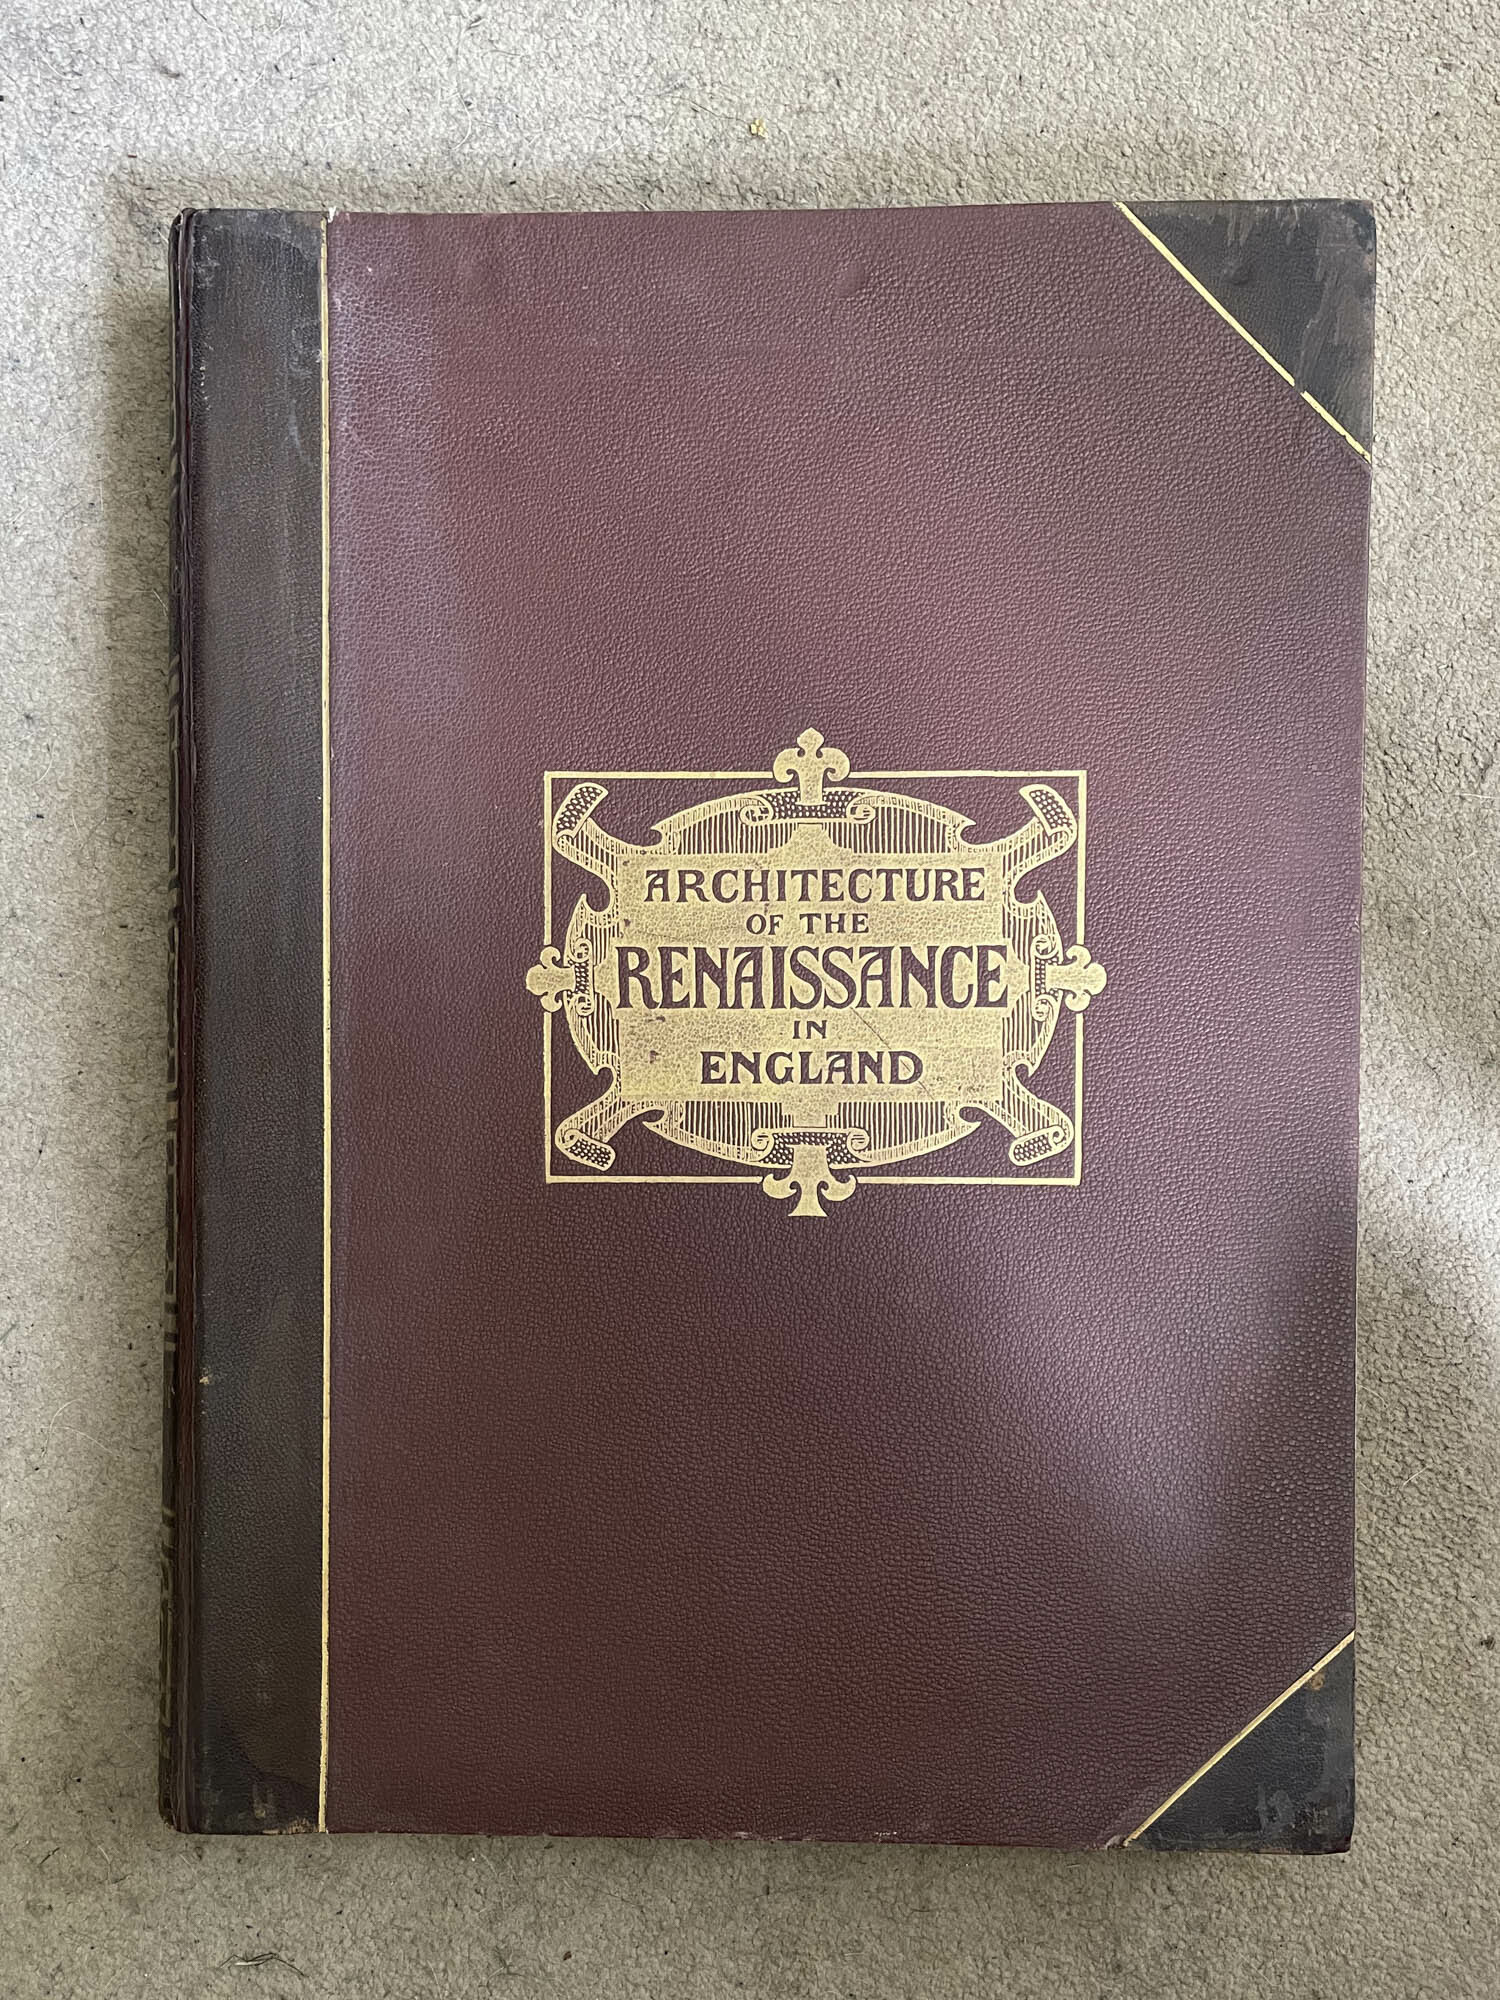 ARCHITECTURE
OF THE
RENAISSANCE
IN
ENGLAND